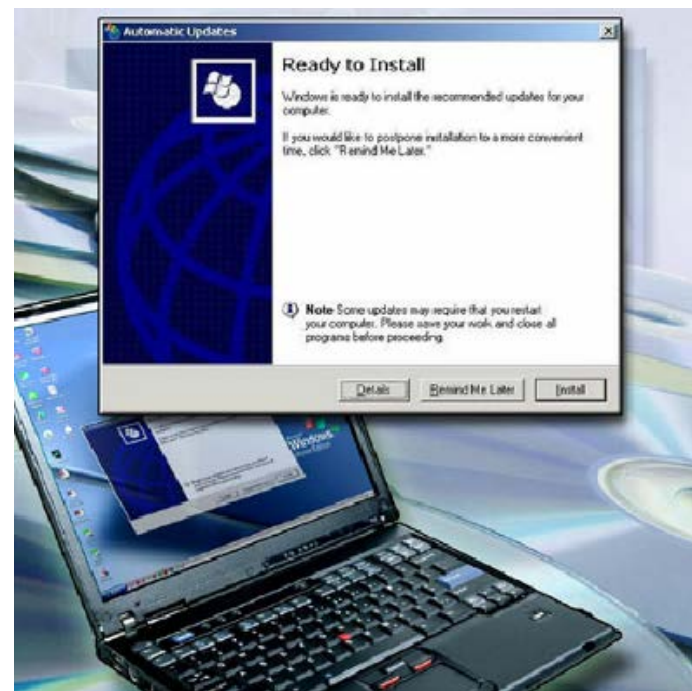 Automatic Updates
Ready to Install
Windows is ready to install the recommended updates for your
computer.
If you would like to postpone installation to a more convenient
time, click "Remind Me Later."
Note Some updates may require that you restart
your computer. Please save your work and close all
programs before proceeding.
Details Remind Me Later Install
Windows